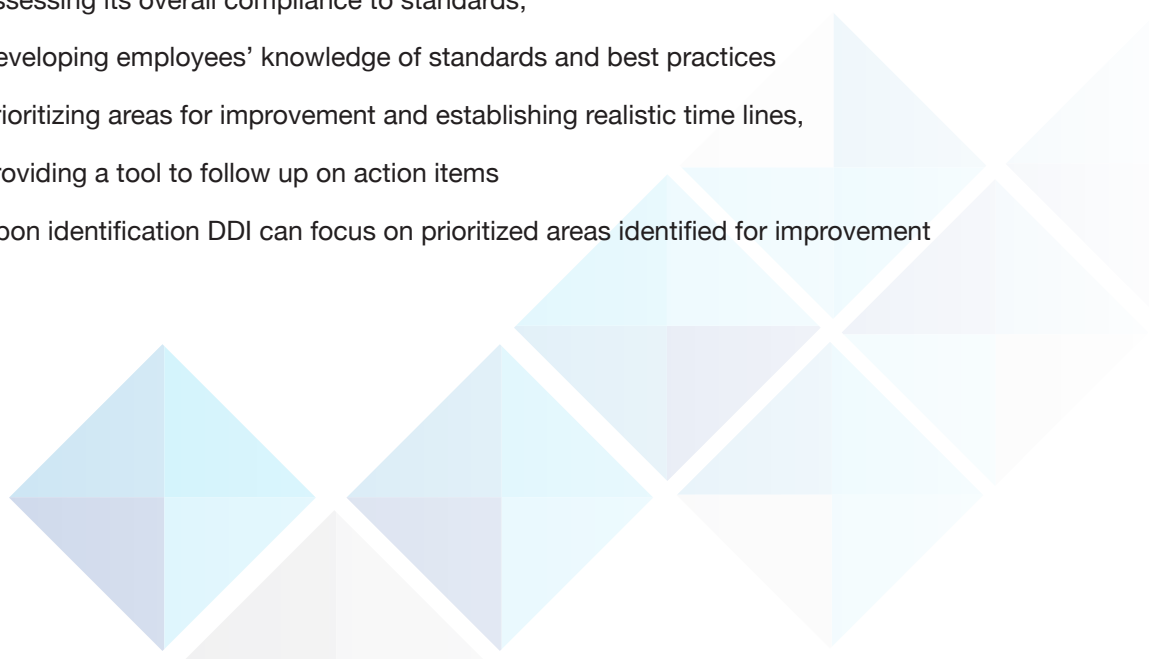 ssessing its overall compliance to standards,
eveloping employees’ knowledge of standards and best practices
ioritizing areas for improvement and establishing realistic time lines,
roviding a tool to follow up on action items
pon identification DDI can focus on prioritized areas identified for improvement